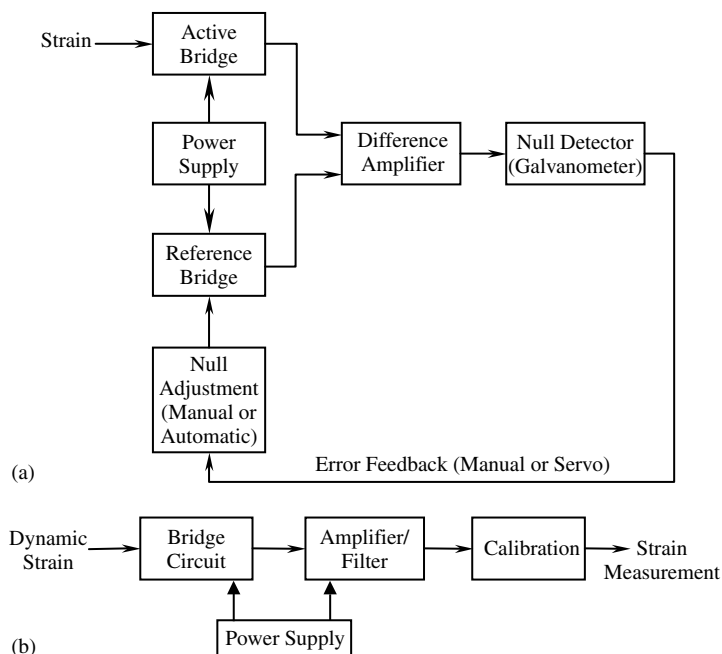 Strain
Active
Bridge
Power
Supply
Difference
Amplifier
Null Detector
(Galvanometer)
Reference
Bridge
Null
Adjustment
(Manual or
Automatic)
Error Feedback (Manual or Servo)
(a)
Dynamic
Strain
Bridge
Circuit
Amplifier/
Filter
Calibration
Strain
Measurement
Power Supply
(b)